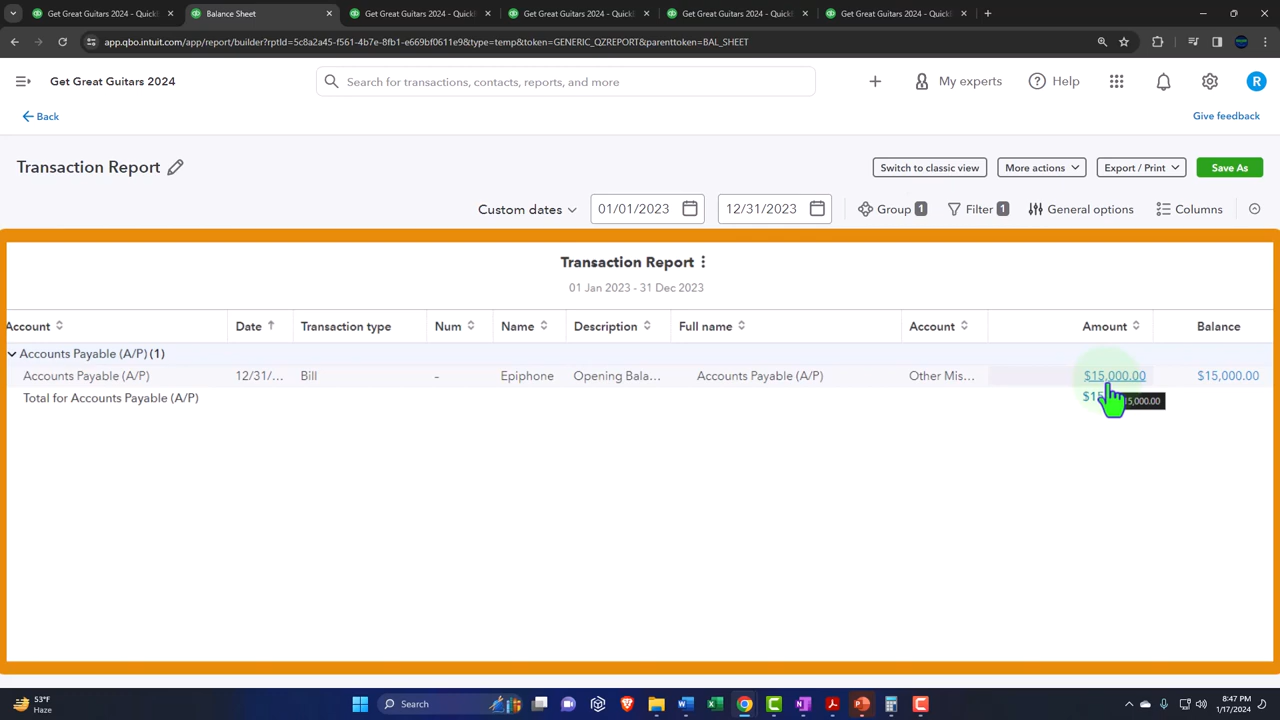 Get Great Guitars 2024 - QuickB
Balance Sheet
Get Great Guitars 2024 - QuickB
Get Great Guitars 2024 - QuickB
Get Great Guitars 2024 - QuickB
Get Great Guitars 2024 - QuickB
app.qbo.intuit.com/app/report/builder?rptId=5c8a2a45-f561-4b7e-8fb1-e669bf0611e9&type=temp&token=GENERIC_QZREPORT&parenttoken=BAL_SHEET
Get Great Guitars 2024
Search for transactions, contacts, reports, and more
My experts
Help
R
Back
Give feedback
Transaction Report
Switch to classic view
More actions
Export / Print
Save As
Custom dates
01/01/2023
12/31/2023
Group 1
Filter 1
General options
Columns
Transaction Report
01 Jan 2023 - 31 Dec 2023
Account Date Transaction type Num Name Description Full name Account Amount Balance
Accounts Payable (A/P) (1)
Accounts Payable (A/P) 12/31/... Bill - Epiphone Opening Bala... Accounts Payable (A/P) Other Mis... $15,000.00 $15,000.00
Total for Accounts Payable (A/P)
53°F
Haze
Search
8:47 PM
1/17/2024